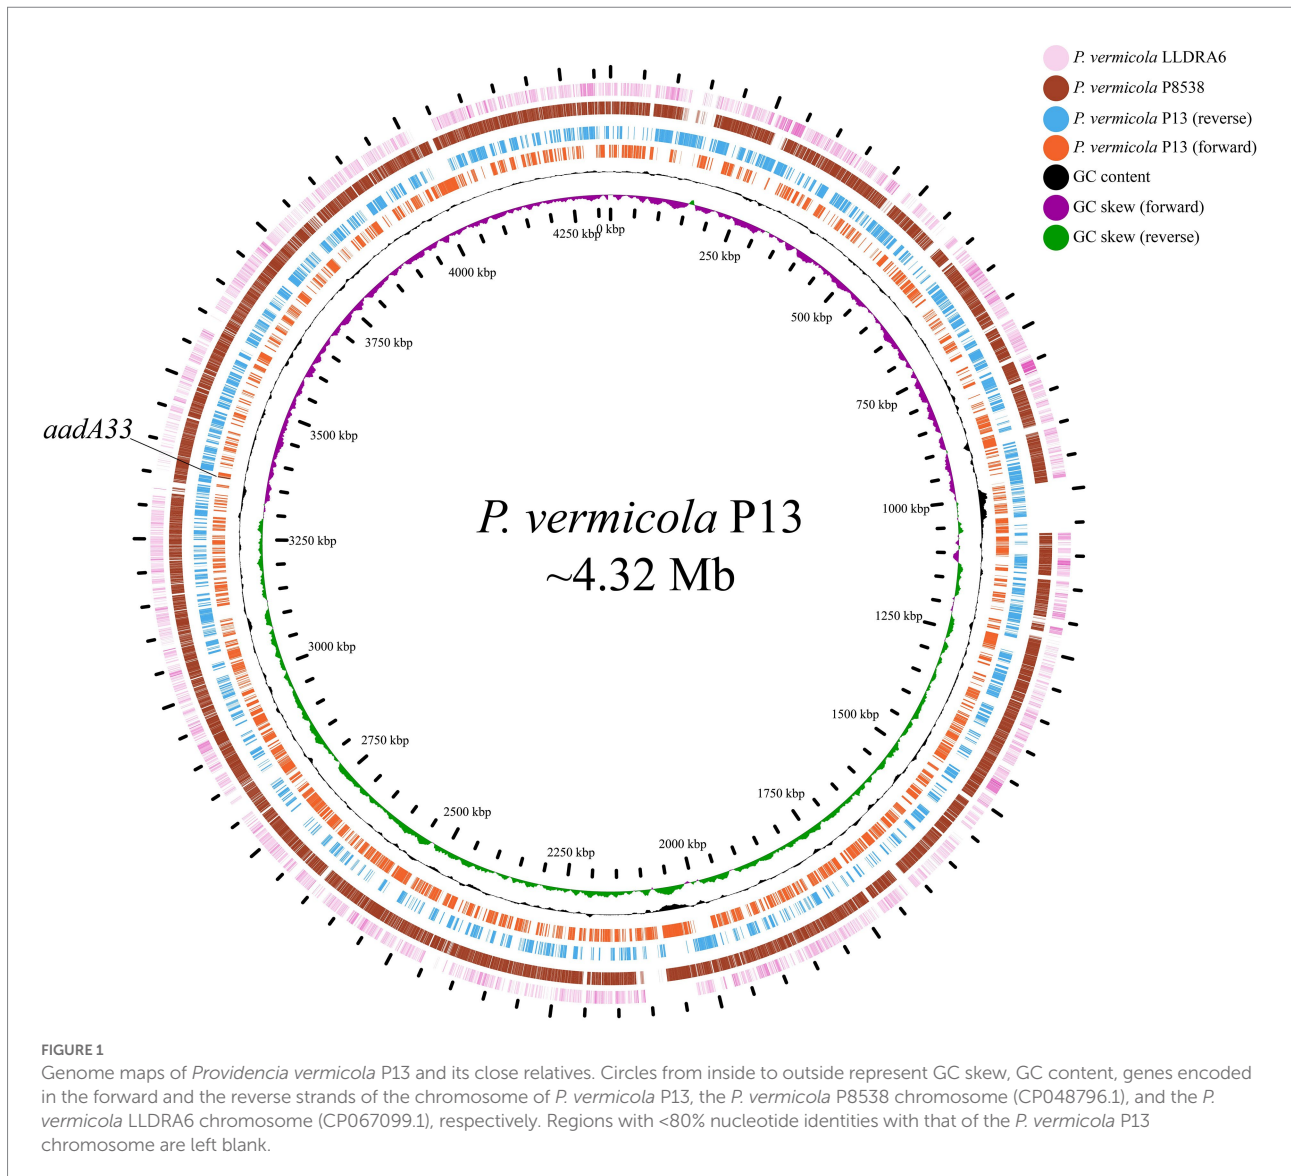 P. vermicola LLDRA6
P. vermicola P8538
P. vermicola P13 (reverse)
P. vermicola P13 (forward)
GC content
GC skew (forward)
GC skew (reverse)
4250 kbp
0 kbp
250 kbp
500 kbp
750 kbp
1000 kbp
1250 kbp
1500 kbp
1750 kbp
2000 kbp
2250 kbp
2500 kbp
2750 kbp
3000 kbp
3250 kbp
3500 kbp
3750 kbp
4000 kbp
aadA33
P. vermicola P13
~4.32 Mb
FIGURE 1
Genome maps of Providencia vermicola P13 and its close relatives. Circles from inside to outside represent GC skew, GC content, genes encoded
in the forward and the reverse strands of the chromosome of P. vermicola P13, the P. vermicola P8538 chromosome (CP048796.1), and the P.
vermicola LLDRA6 chromosome (CP067099.1), respectively. Regions with <80% nucleotide identities with that of the P. vermicola P13
chromosome are left blank.